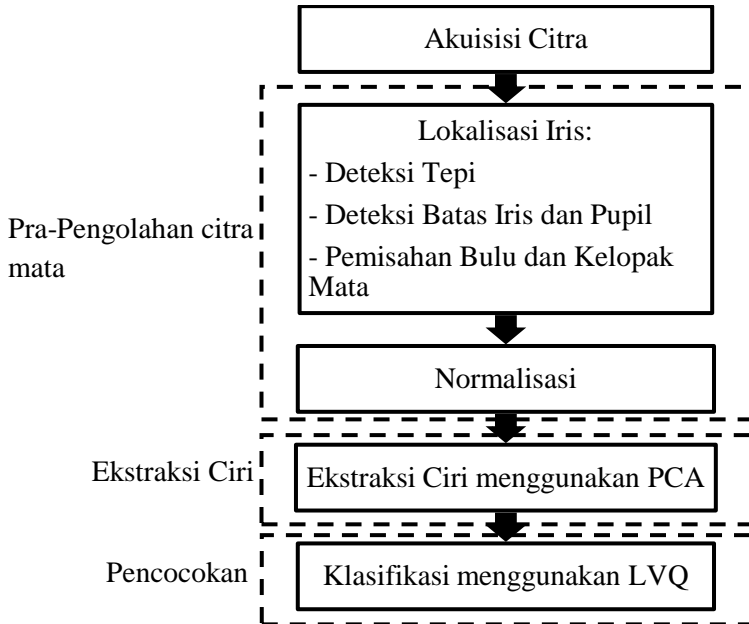 Akuisisi Citra
Lokalisasi Iris:
- Deteksi Tepi
- Deteksi Batas Iris dan Pupil
- Pemisahan Bulu dan Kelopak
Mata
Pra-Pengolahan citra
mata
Normalisasi
Ekstraksi Ciri
Ekstraksi Ciri menggunakan PCA
Pencocokan
Klasifikasi menggunakan LVQ